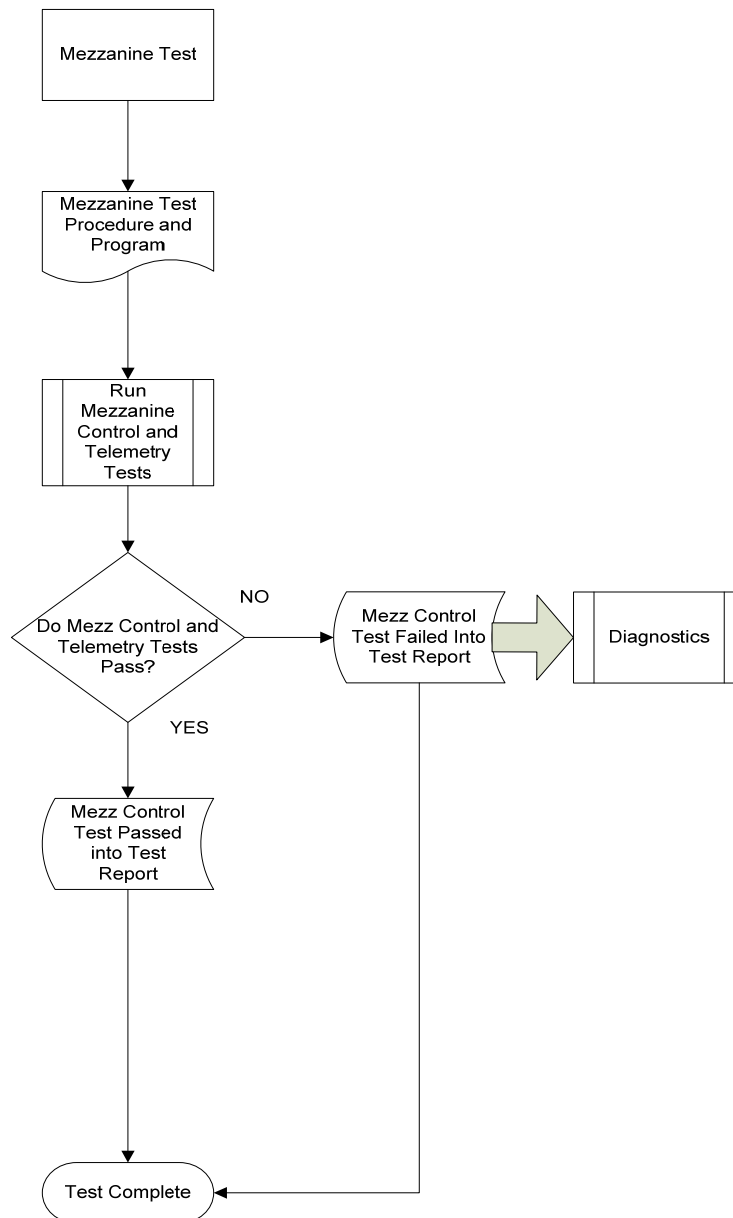 Mezzanine Test
Mezzanine Test
Procedure and
Program
Run
Mezzanine
Control and
Telemetry
Tests
Do Mezz Control and
Telemetry Tests
Pass?
NO
Mezz Control
Test Failed Into
Test Report
Diagnostics
YES
Mezz Control
Test Passed
into Test
Report
Test Complete